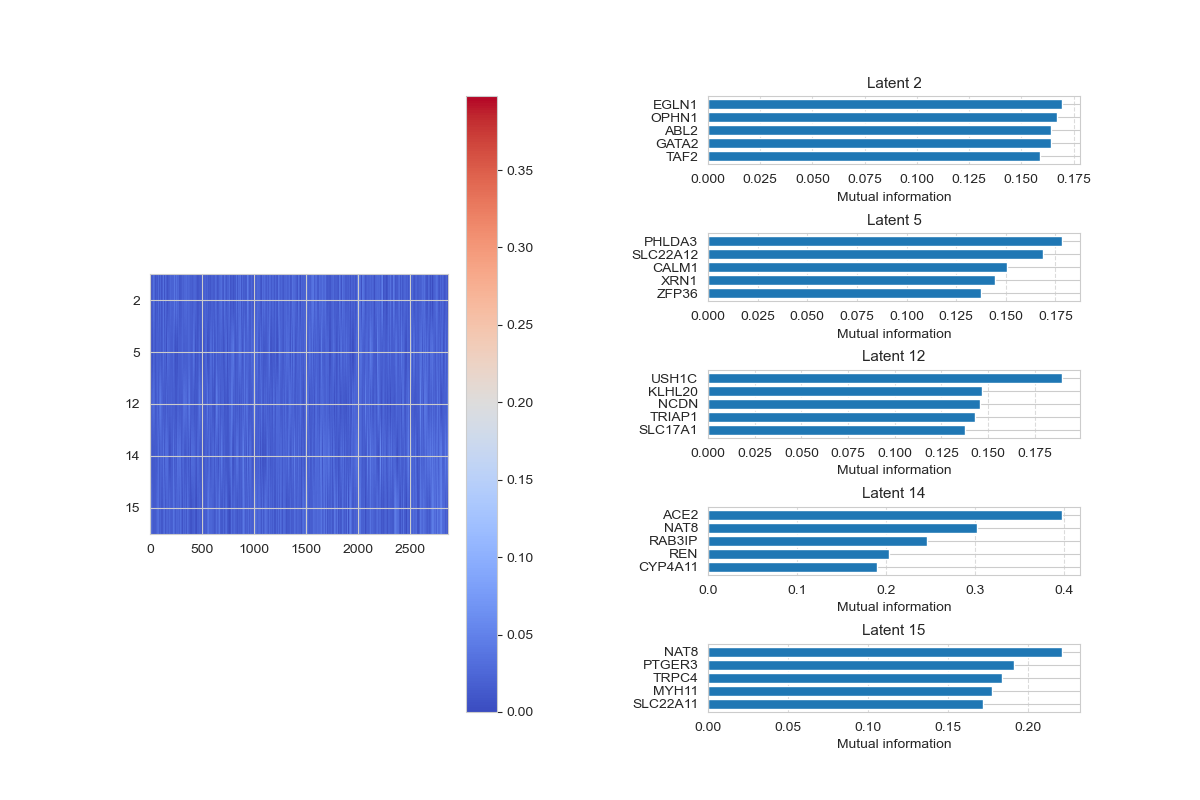 0.35
0.30
0.25
0.20
0.15
0.10
0.05
0.00
2
5
12
14
15
0 500 1000 1500 2000 2500
Latent 2
EGLN1
OPHN1
ABL2
GATA2
TAF2
0.000 0.025 0.050 0.075 0.100 0.125 0.150 0.175
Mutual information
Latent 5
PHLDA3
SLC22A12
CALM1
XRN1
ZFP36
0.000 0.025 0.050 0.075 0.100 0.125 0.150 0.175
Mutual information
Latent 12
USH1C
KLHL20
NCDN
TRIAP1
SLC17A1
0.000 0.025 0.050 0.075 0.100 0.125 0.150 0.175
Mutual information
Latent 14
ACE2
NAT8
RAB3IP
REN
CYP4A11
0.0 0.1 0.2 0.3 0.4
Mutual information
Latent 15
NAT8
PTGER3
TRPC4
MYH11
SLC22A11
0.00 0.05 0.10 0.15 0.20
Mutual information